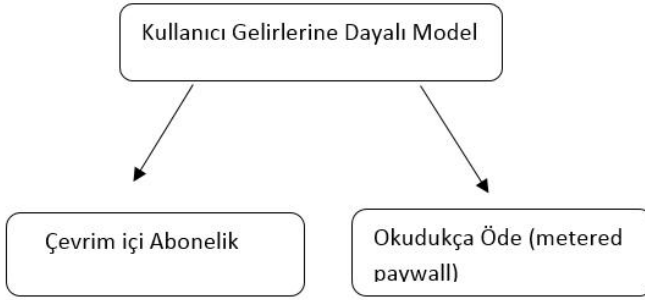 Kullanıcı Gelirlerine Dayalı Model
Çevrim içi Abonelik
Okudukça Öde (metered
paywall)